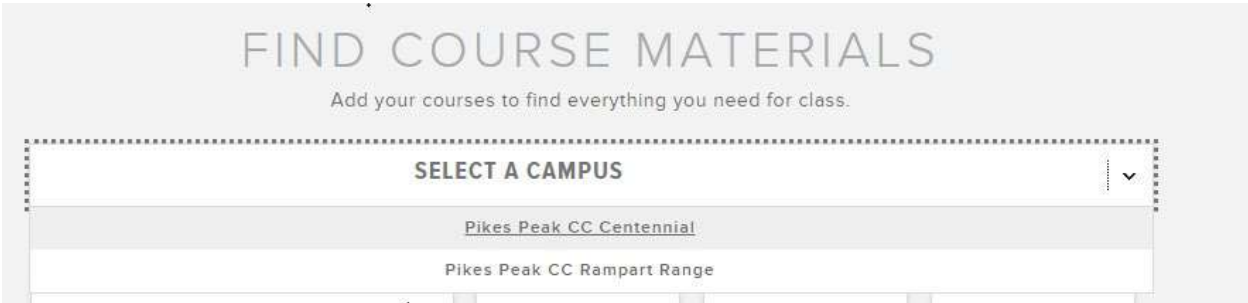 FIND COURSE MATERIALS
Add your courses to find everything you need for class.
SELECT A CAMPUS
Pikes Peak CC Centennial
Pikes Peak CC Rampart Range